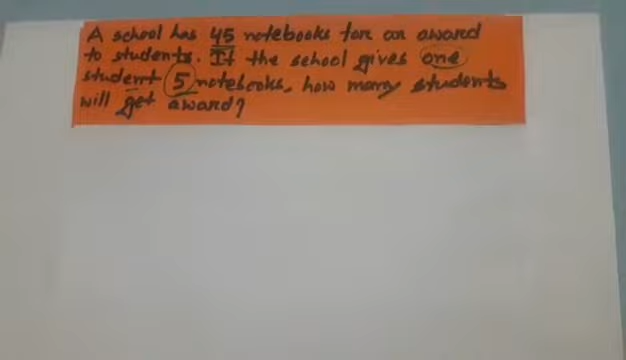 A school has 45 notebooks for an award
to students. If the school gives one
student 5 notebooks, how many students
will get award?